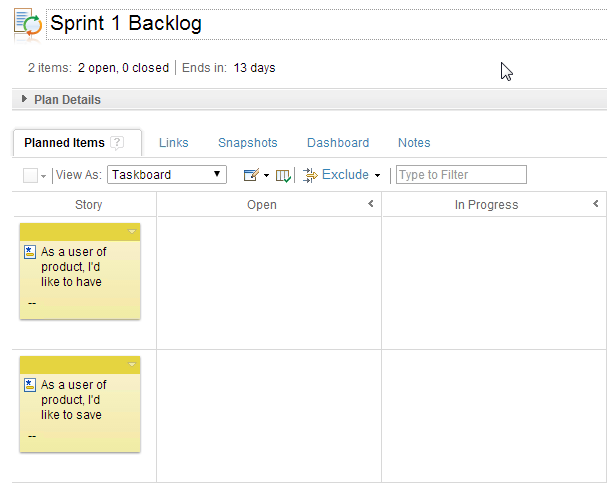 Sprint 1 Backlog
2 items: 2 open, 0 closed | Ends in: 13 days
Plan Details
Planned Items ? Links Snapshots Dashboard Notes
View As: Taskboard Exclude Type to Filter
Story Open In Progress
As a user of
product, I'd
like to have
--
As a user of
product, I'd
like to save
--